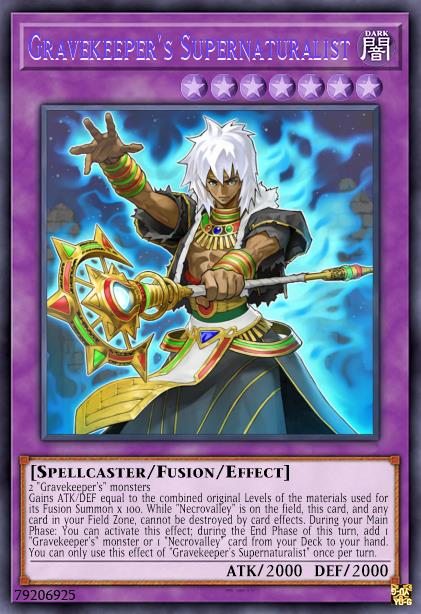 Gravekeeper's Supernaturalist
DARK
闇
[Spellcaster/Fusion/Effect]
2 "Gravekeeper's" monsters
Gains ATK/DEF equal to the combined original Levels of the materials used for
its Fusion Summon x 100. While "Necrovalley" is on the field, this card, and any
card in your Field Zone, cannot be destroyed by card effects. During your Main
Phase: You can activate this effect; during the End Phase of this turn, add 1
"Gravekeeper's" monster or 1 "Necrovalley" card from your Deck to your hand.
You can only use this effect of "Gravekeeper's Supernaturalist" once per turn.
ATK/2000 DEF/2000
79206925